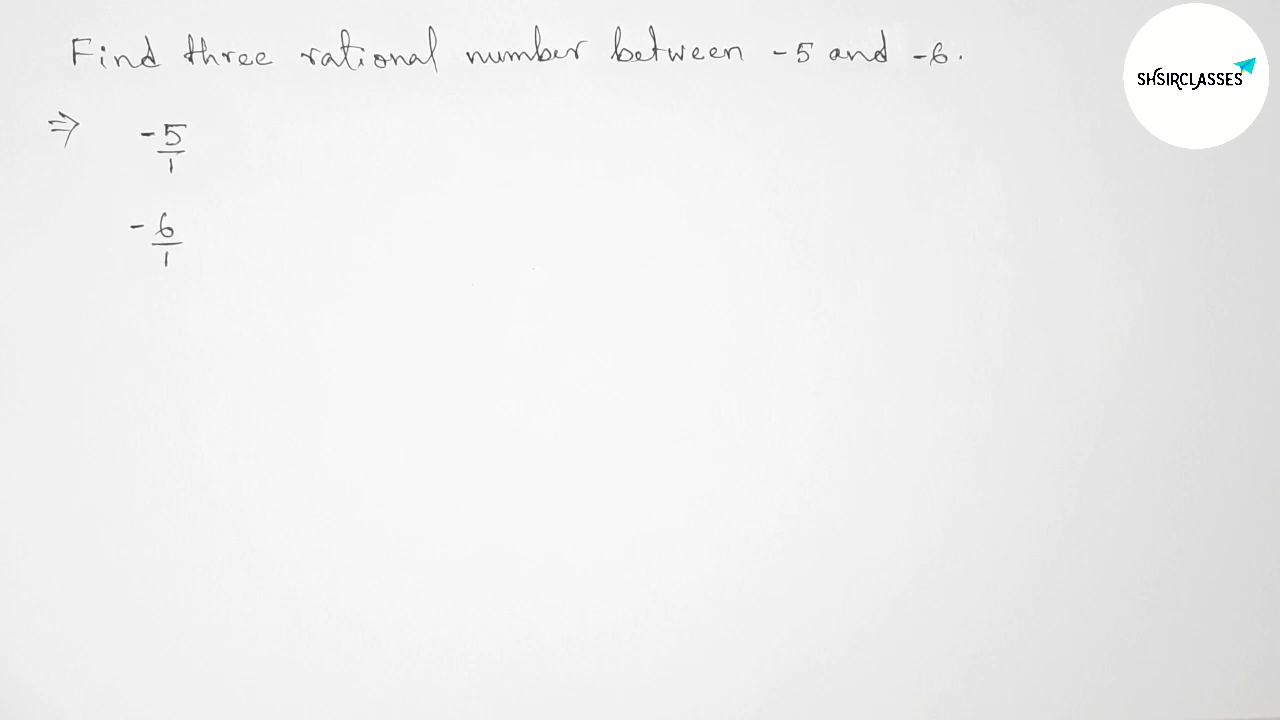 Find three rational number between -5 and -6.
SHSIRCLASSES
⇒ -5/1
-6/1